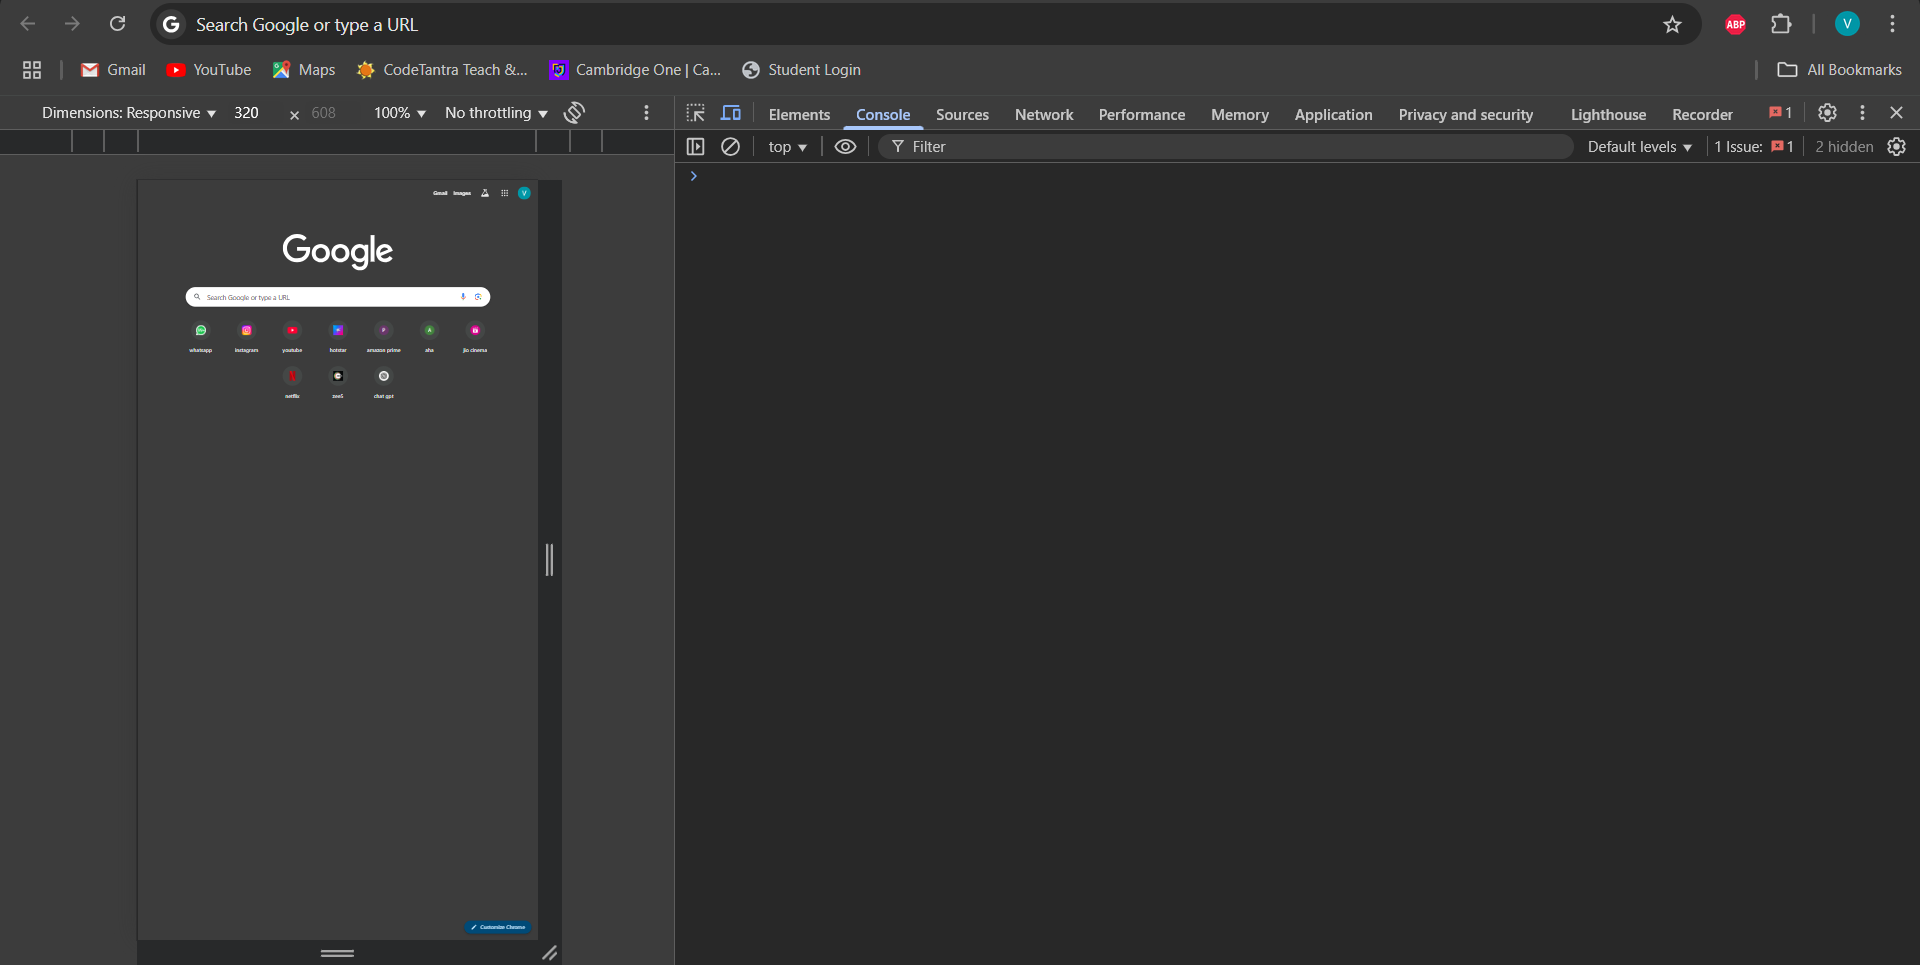 Search Google or type a URL
ABP
V
Gmail YouTube Maps CodeTantra Teach &... Cambridge One | Ca... Student Login All Bookmarks
Dimensions: Responsive 320 × 608 100% No throttling
Elements Console Sources Network Performance Memory Application Privacy and security Lighthouse Recorder 1
top Filter Default levels 1 Issue: 1 2 hidden
Gmail Images V
Google
Search Google or type a URL
whatsapp instagram youtube hotstar amazon prime aha jio cinema
netflix zee5 chat gpt
Customize Chrome